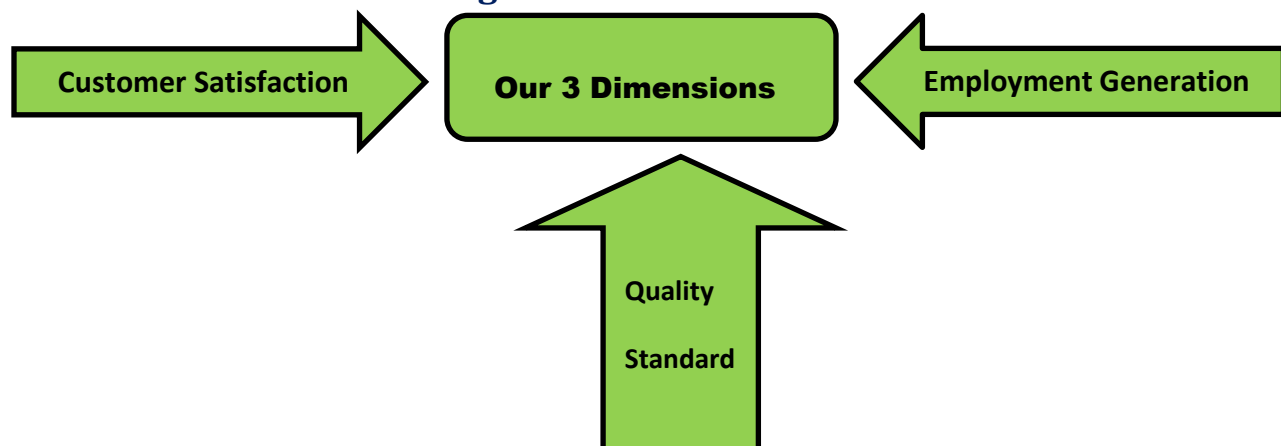 Customer Satisfaction
Our 3 Dimensions
Employment Generation
Quality
Standard